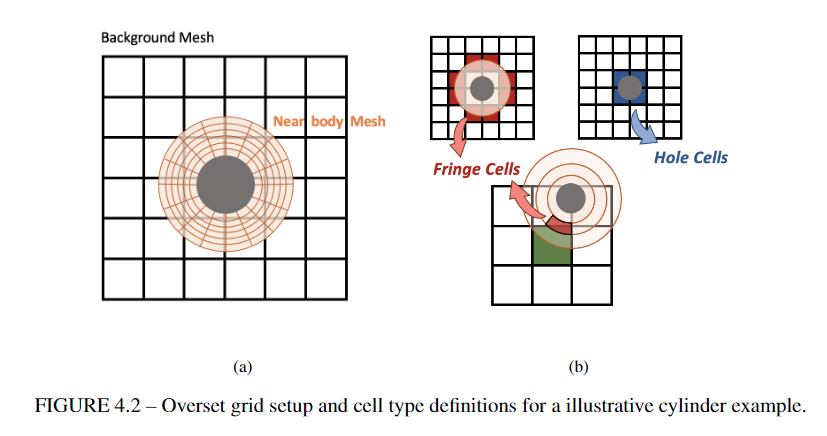 Background Mesh
Near body Mesh
Fringe Cells
Hole Cells
(a)
(b)
FIGURE 4.2 – Overset grid setup and cell type definitions for a illustrative cylinder example.